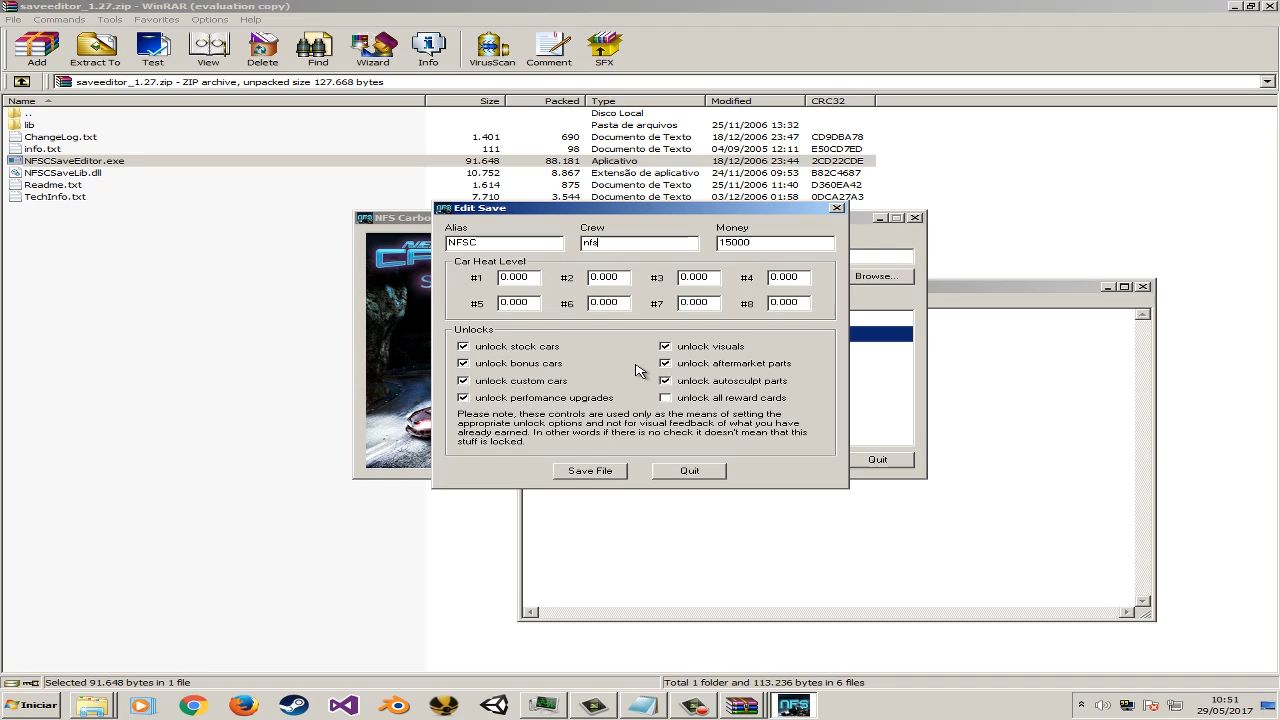 saveeditor_1.27.zip - WinRAR (evaluation copy)
File Commands Tools Favorites Options Help
Add Extract To Test View Delete Find Wizard Info VirusScan Comment SFX
saveeditor_1.27.zip - ZIP archive, unpacked size 127.668 bytes
Name Size Packed Type Modified CRC32
.. Disco Local
lib Pasta de arquivos 25/11/2006 13:32
ChangeLog.txt 1.401 690 Documento de Texto 18/12/2006 23:47 CD9DBA78
info.txt 111 98 Documento de Texto 04/09/2005 12:11 E50CD7ED
NFSCSaveEditor.exe 91.648 88.181 Aplicativo 18/12/2006 23:44 2CD22CDE
NFSCSaveLib.dll 10.752 8.867 Extensão de aplicativo 24/11/2006 09:53 B82C4687
Readme.txt 1.614 875 Documento de Texto 25/11/2006 11:40 D360EA42
TechInfo.txt 7.710 3.544 Documento de Texto 03/12/2006 01:58 0DCA27A3
NFS Carbo
Edit Save
Alias Crew Money
NFSC nfs 15000
Browse...
Car Heat Level
#1 0.000 #2 0.000 #3 0.000 #4 0.000
#5 0.000 #6 0.000 #7 0.000 #8 0.000
Unlocks
unlock stock cars unlock visuals
unlock bonus cars unlock aftermarket parts
unlock custom cars unlock autosculpt parts
unlock perfomance upgrades unlock all reward cards
Please note, these controls are used only as the means of setting the
appropriate unlock options and not for visual feedback of what you have
already earned. In other words if there is no check it doesn't mean that this
stuff is locked.
Save File Quit
Quit
Selected 91.648 bytes in 1 file Total 1 folder and 113.236 bytes in 6 files
Iniciar
NFS
10:51
29/05/2017